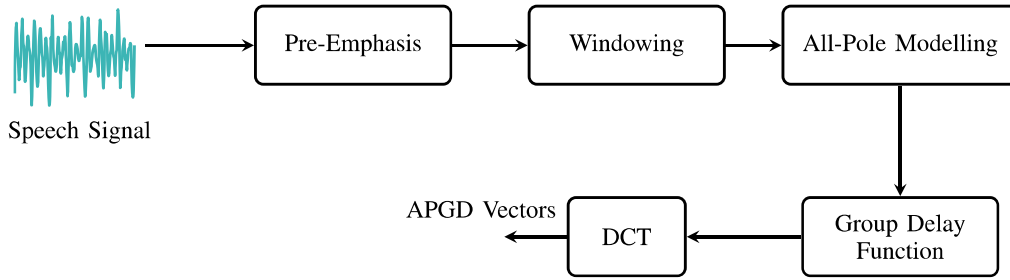 Pre-Emphasis
Windowing
All-Pole Modelling
Speech Signal
APGD Vectors
DCT
Group Delay
Function